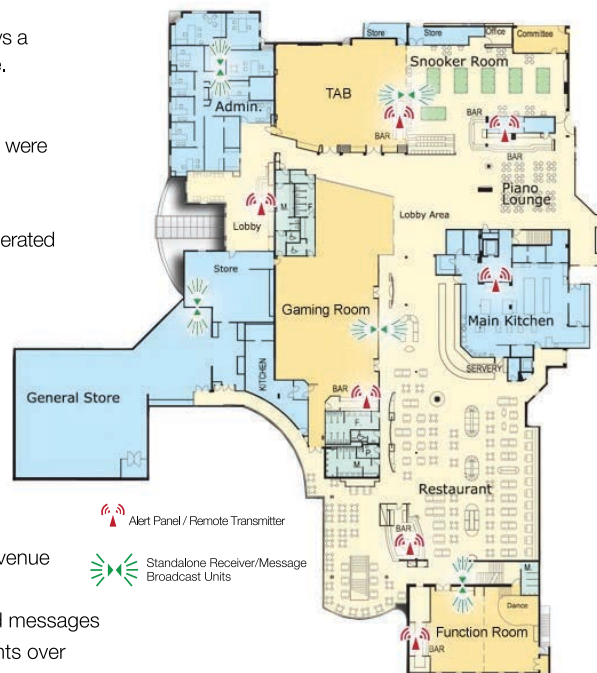 ys a
e.
were
erated
venue
d messages
nts over
Store
Store
Office
Committee
Snooker Room
TAB
Admin.
BAR
BAR
BAR
Piano
Lounge
M.
F.
Lobby
Lobby Area
Store
Gaming Room
Main Kitchen
SERVERY
KITCHEN
General Store
BAR
F.
P.
M.
Restaurant
BAR
M.
Dance
Function Room
BAR
Alert Panel / Remote Transmitter
Standalone Receiver/Message
Broadcast Units